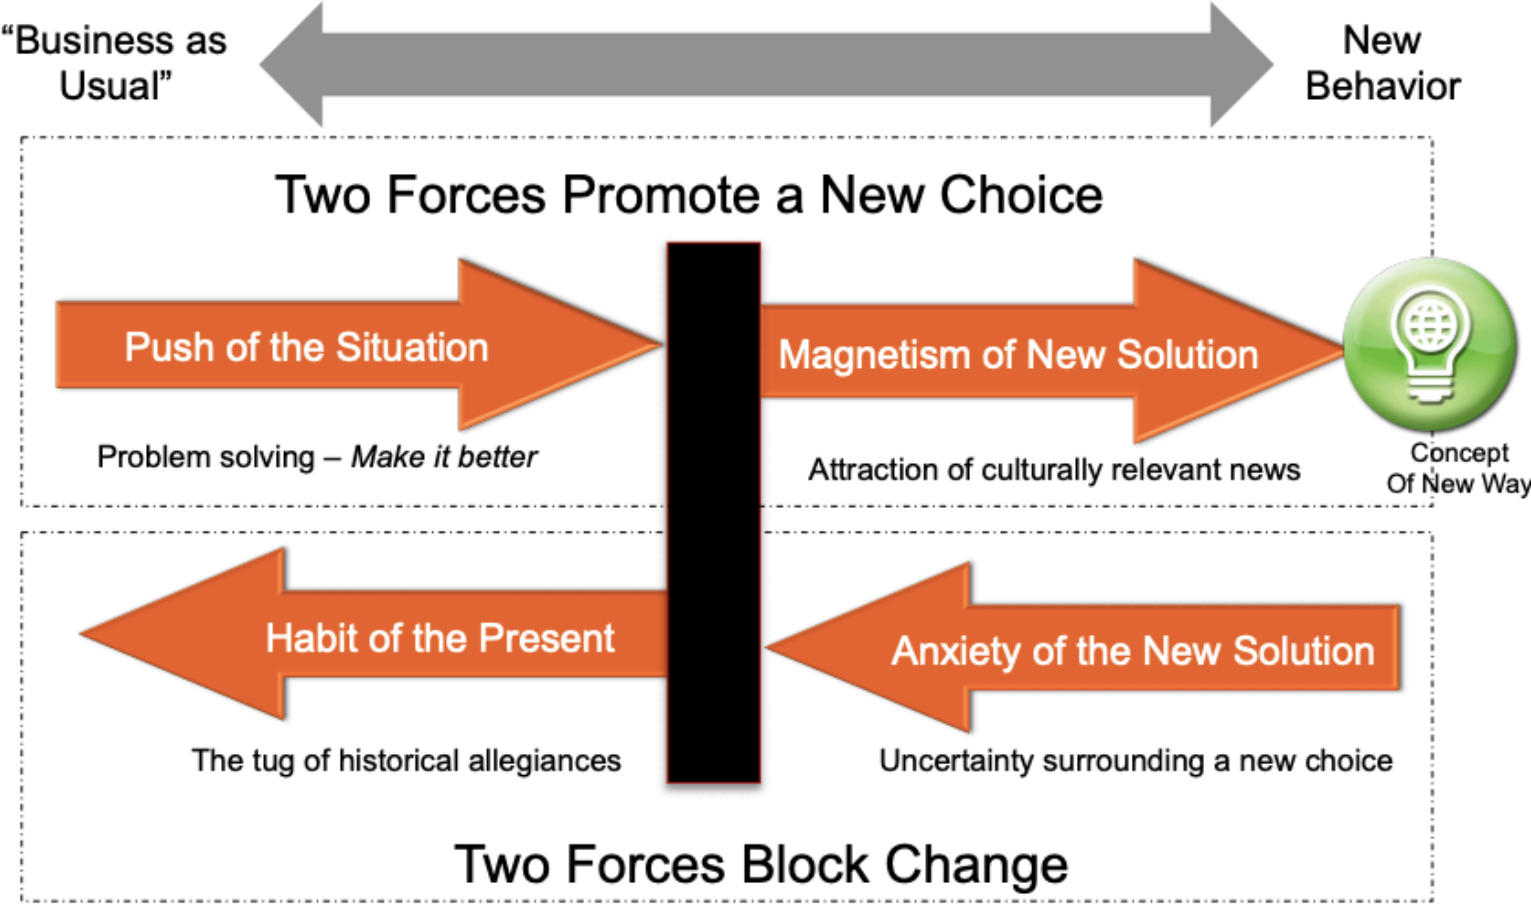 “Business as
Usual”
New
Behavior
Two Forces Promote a New Choice
Push of the Situation
Magnetism of New Solution
Problem solving – Make it better
Attraction of culturally relevant news
Concept
Of New Way
Habit of the Present
Anxiety of the New Solution
The tug of historical allegiances
Uncertainty surrounding a new choice
Two Forces Block Change